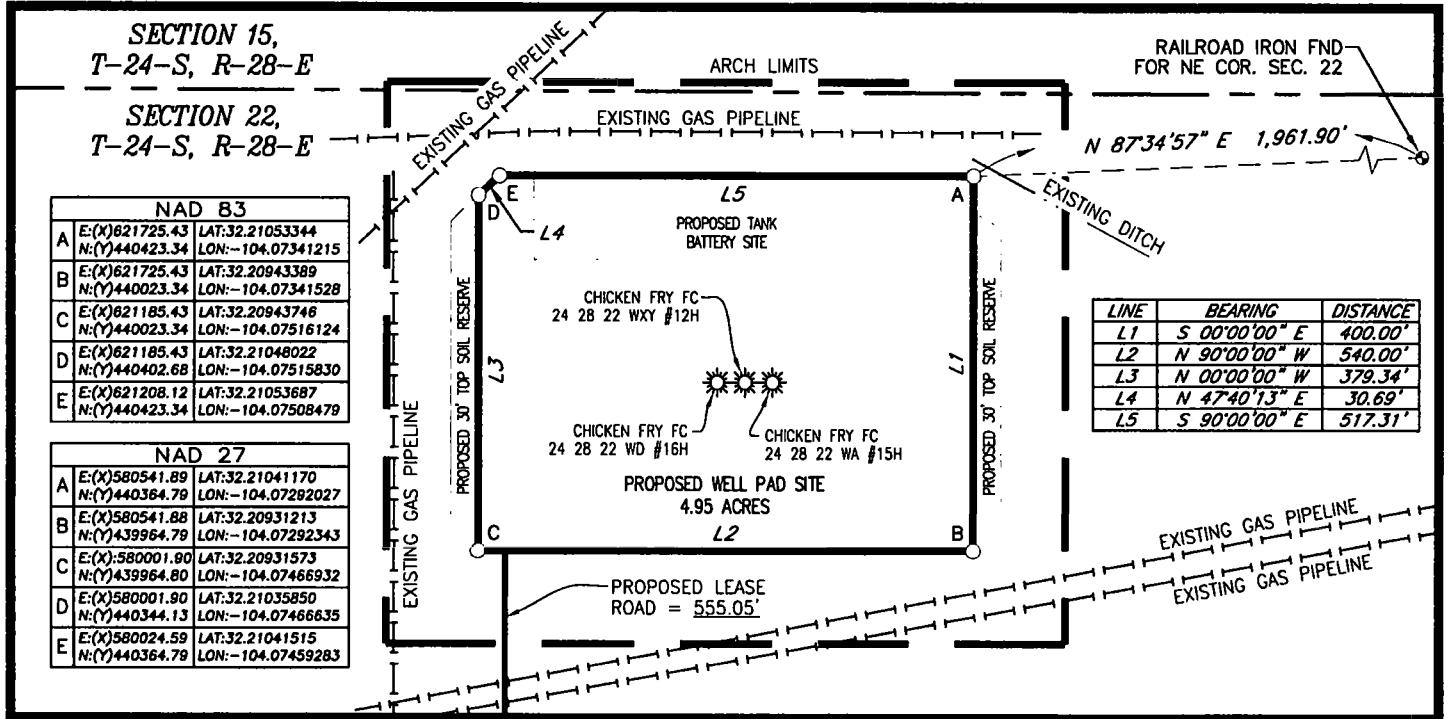 SECTION 15,
T-24-S, R-28-E
SECTION 22,
T-24-S, R-28-E
EXISTING GAS PIPELINE
ARCH LIMITS
EXISTING GAS PIPELINE
RAILROAD IRON FND
FOR NE COR. SEC. 22
N 87°34'57" E 1,961.90'
EXISTING DITCH
NAD 83
A E:(X)621725.43 LAT:32.21053344
N:(Y)440423.34 LON:-104.07341215
B E:(X)621725.43 LAT:32.20943389
N:(Y)440023.34 LON:-104.07341528
C E:(X)621185.43 LAT:32.20943746
N:(Y)440023.34 LON:-104.07516124
D E:(X)621185.43 LAT:32.21048022
N:(Y)440402.68 LON:-104.07515830
E E:(X)621208.12 LAT:32.21053687
N:(Y)440423.34 LON:-104.07508479
NAD 27
A E:(X)580541.89 LAT:32.21041170
N:(Y)440364.79 LON:-104.07292027
B E:(X)580541.88 LAT:32.20931213
N:(Y)439964.79 LON:-104.07292343
C E:(X):580001.90 LAT:32.20931573
N:(Y)439964.80 LON:-104.07466932
D E:(X)580001.90 LAT:32.21035850
N:(Y)440344.13 LON:-104.07466635
E E:(X)580024.59 LAT:32.21041515
N:(Y)440364.79 LON:-104.07459283
E
D
L4
L5
A
PROPOSED TANK
BATTERY SITE
CHICKEN FRY FC
24 28 22 WXY #12H
CHICKEN FRY FC
24 28 22 WD #16H
CHICKEN FRY FC
24 28 22 WA #15H
PROPOSED WELL PAD SITE
4.95 ACRES
L3
PROPOSED 30' TOP SOIL RESERVE
L1
PROPOSED 30' TOP SOIL RESERVE
C
L2
B
EXISTING GAS PIPELINE
PROPOSED LEASE
ROAD = 555.05'
LINE BEARING DISTANCE
L1 S 00°00'00" E 400.00'
L2 N 90°00'00" W 540.00'
L3 N 00°00'00" W 379.34'
L4 N 47°40'13" E 30.69'
L5 S 90°00'00" E 517.31'
EXISTING GAS PIPELINE
EXISTING GAS PIPELINE